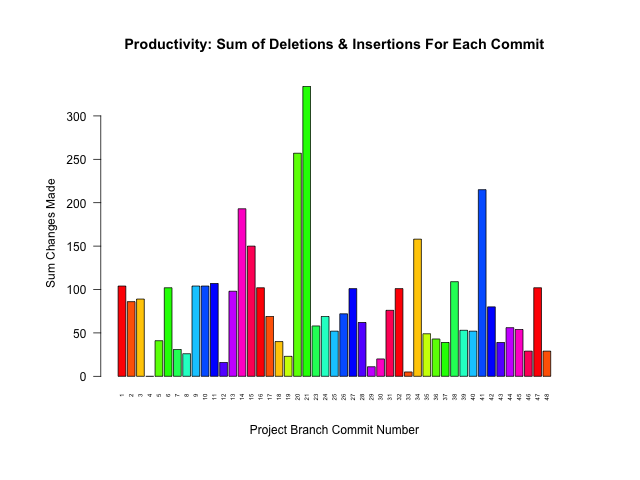 Productivity: Sum of Deletions & Insertions For Each Commit
Sum Changes Made
300
250
200
150
100
50
0
1 2 3 4 5 6 7 8 9 10 11 12 13 14 15 16 17 18 19 20 21 23 24 25 26 27 28 29 30 31 32 33 34 35 36 37 38 39 40 41 42 43 44 45 46 47 48
Project Branch Commit Number